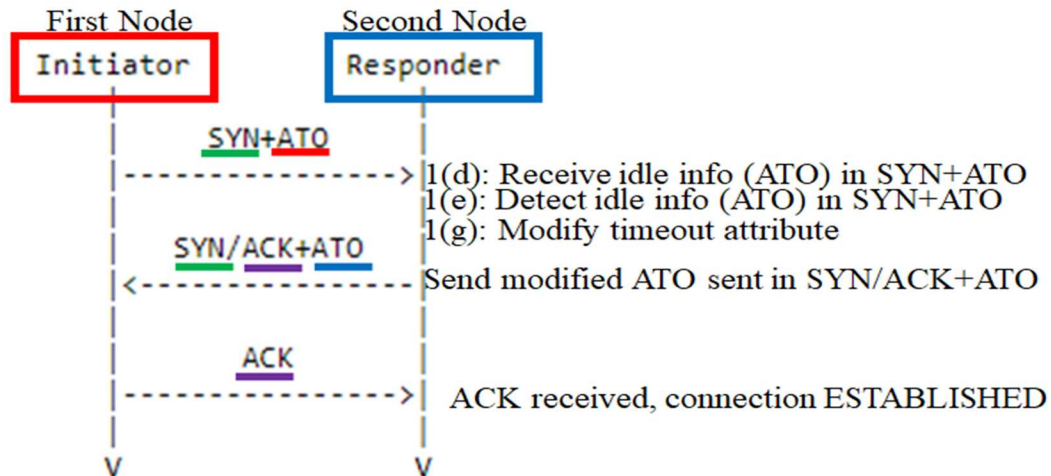 First Node Second Node
Initiator Responder
SYN+ATO
1(d): Receive idle info (ATO) in SYN+ATO
1(e): Detect idle info (ATO) in SYN+ATO
1(g): Modify timeout attribute
SYN/ACK+ATO
Send modified ATO sent in SYN/ACK+ATO
ACK
ACK received, connection ESTABLISHED